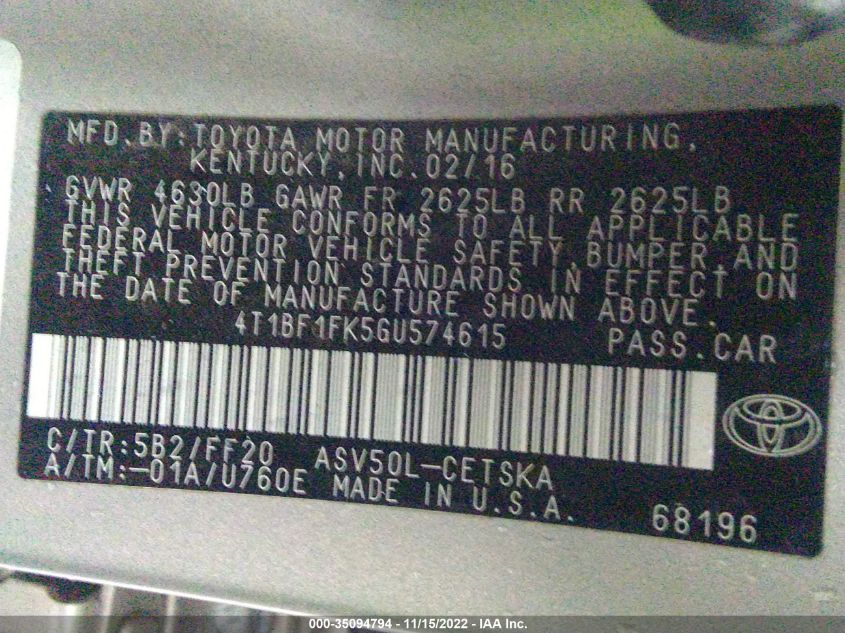 MFD. BY: TOYOTA MOTOR MANUFACTURING,
KENTUCKY, INC. 02/16
GVWR 4630LB GAWR FR 2625LB RR 2625LB
THIS VEHICLE CONFORMS TO ALL APPLICABLE
FEDERAL MOTOR VEHICLE SAFETY, BUMPER AND
THEFT PREVENTION STANDARDS IN EFFECT ON
THE DATE OF MANUFACTURE SHOWN ABOVE.
4T1BF1FK5GU574615 PASS. CAR
C/TR: 5B2/FF20 ASV50L-CETSKA
A/TM: -01A/U760E MADE IN U.S.A. 68196
000-35094794 - 11/15/2022 - IAA Inc.